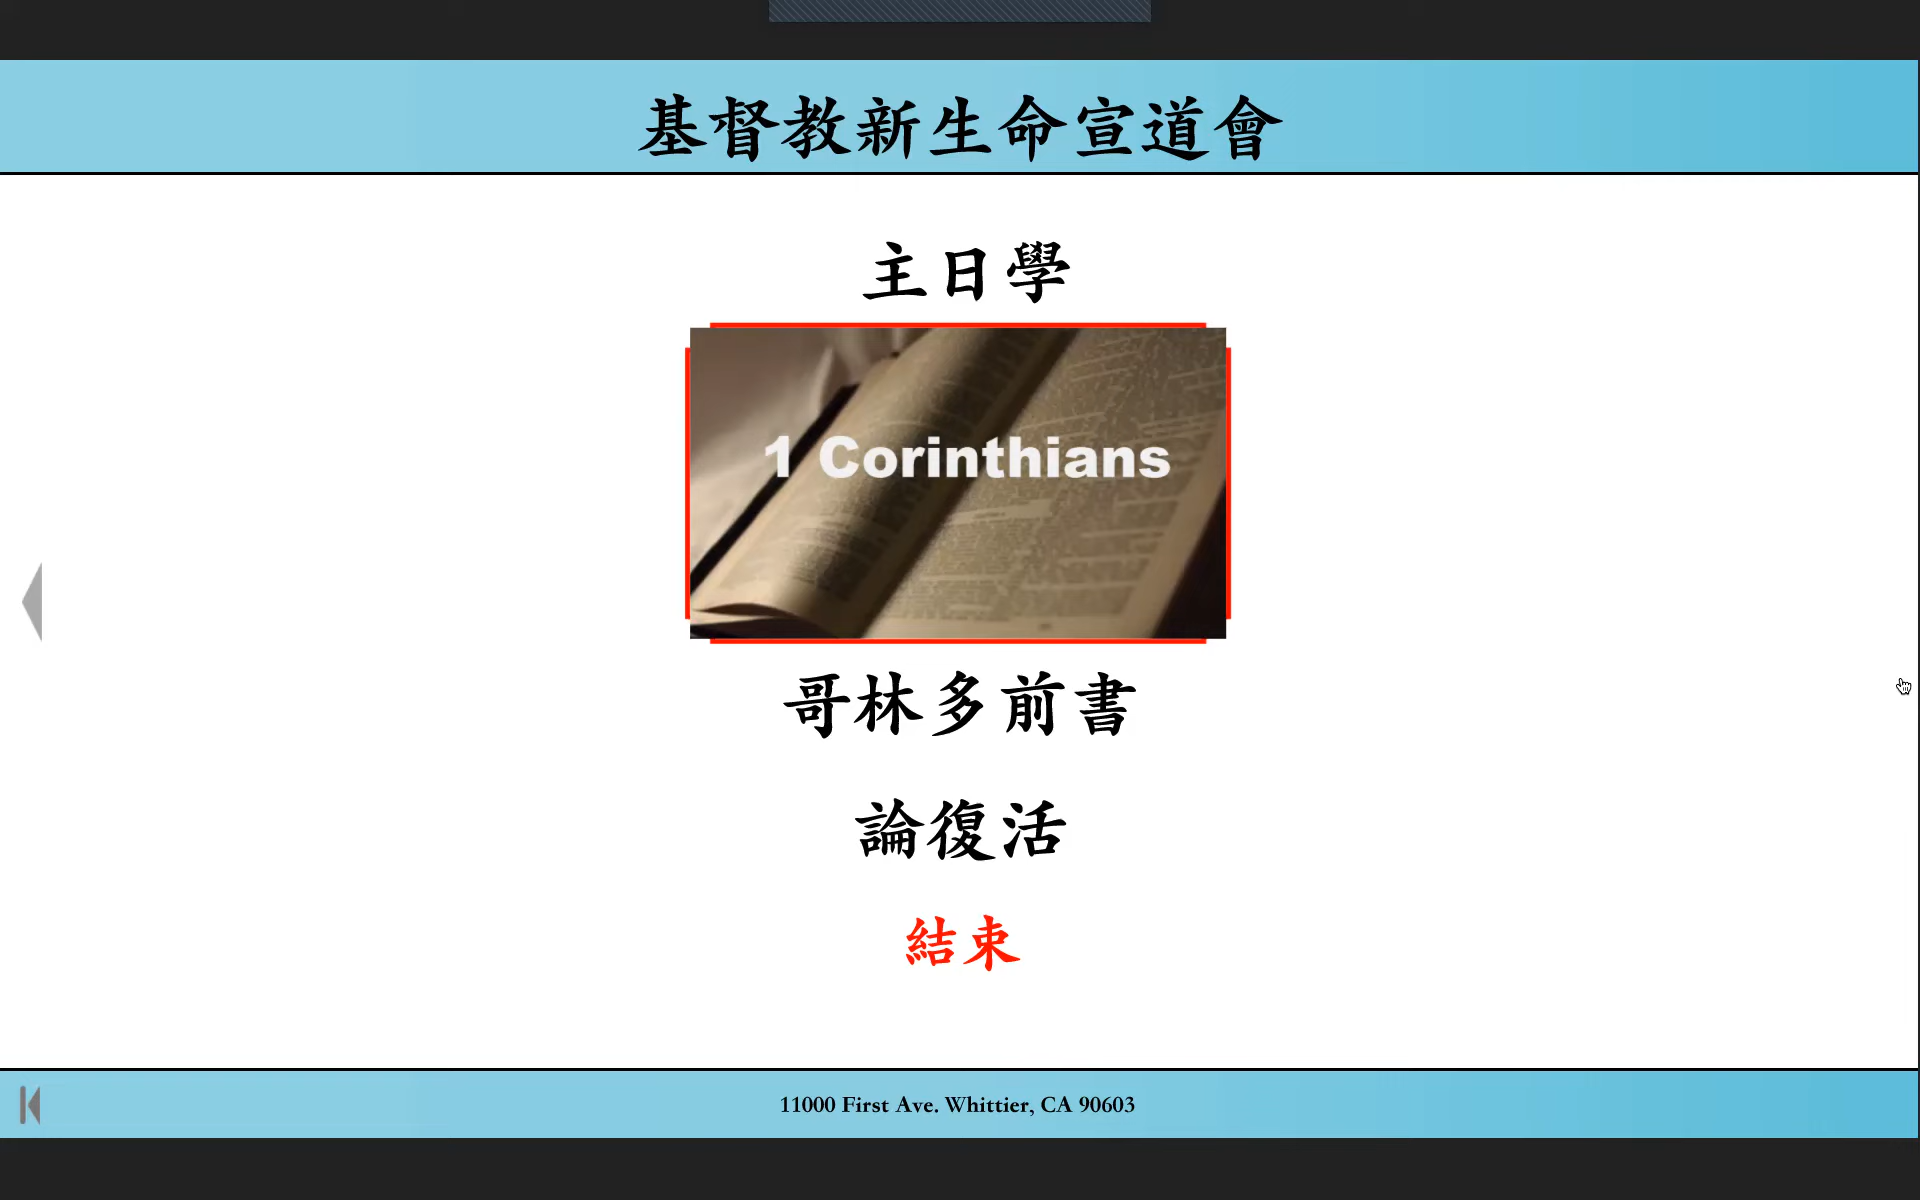 基督教新生命宣道會
主日學
1 Corinthians
哥林多前書
論復活
結束
11000 First Ave. Whittier, CA 90603